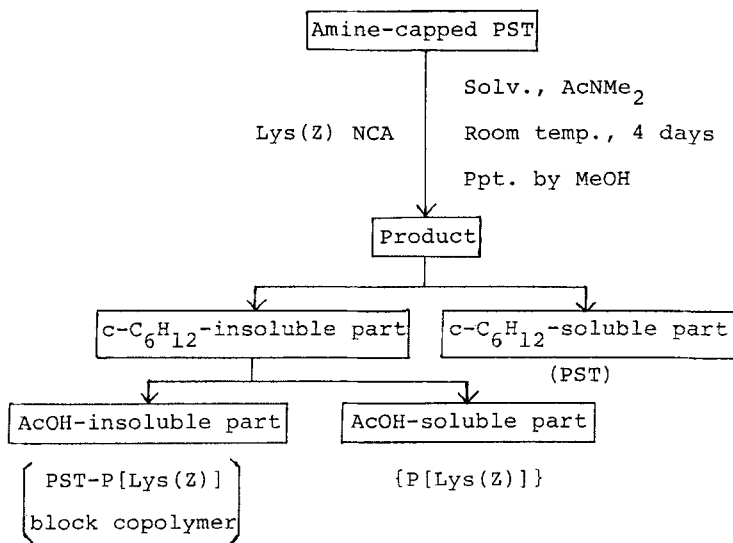 Amine-capped PST
Solv., AcNMe2
Lys(Z) NCA
Room temp., 4 days
Ppt. by MeOH
Product
c-C6H12-insoluble part
c-C6H12-soluble part
(PST)
AcOH-insoluble part
AcOH-soluble part
(PST-P[Lys(Z)]
block copolymer)
{P[Lys(Z)]}